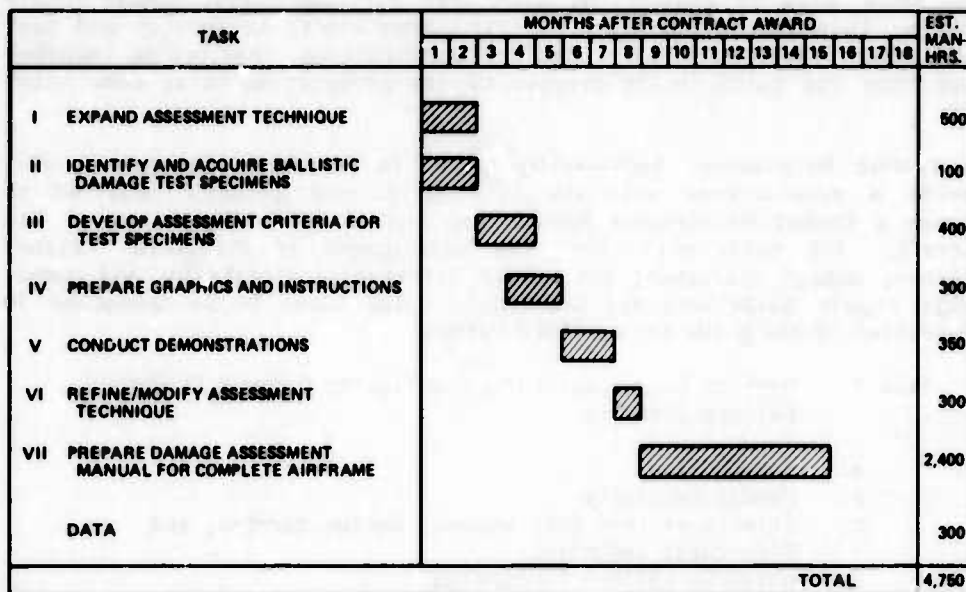 TASK
MONTHS AFTER CONTRACT AWARD
EST.
MAN-
HRS.
1 2 3 4 5 6 7 8 9 10 11 12 13 14 15 16 17 18
I EXPAND ASSESSMENT TECHNIQUE 500
II IDENTIFY AND ACQUIRE BALLISTIC
DAMAGE TEST SPECIMENS 100
III DEVELOP ASSESSMENT CRITERIA FOR
TEST SPECIMENS 400
IV PREPARE GRAPHICS AND INSTRUCTIONS 300
V CONDUCT DEMONSTRATIONS 350
VI REFINE/MODIFY ASSESSMENT
TECHNIQUE 300
VII PREPARE DAMAGE ASSESSMENT
MANUAL FOR COMPLETE AIRFRAME 2,400
DATA 300
TOTAL 4,750